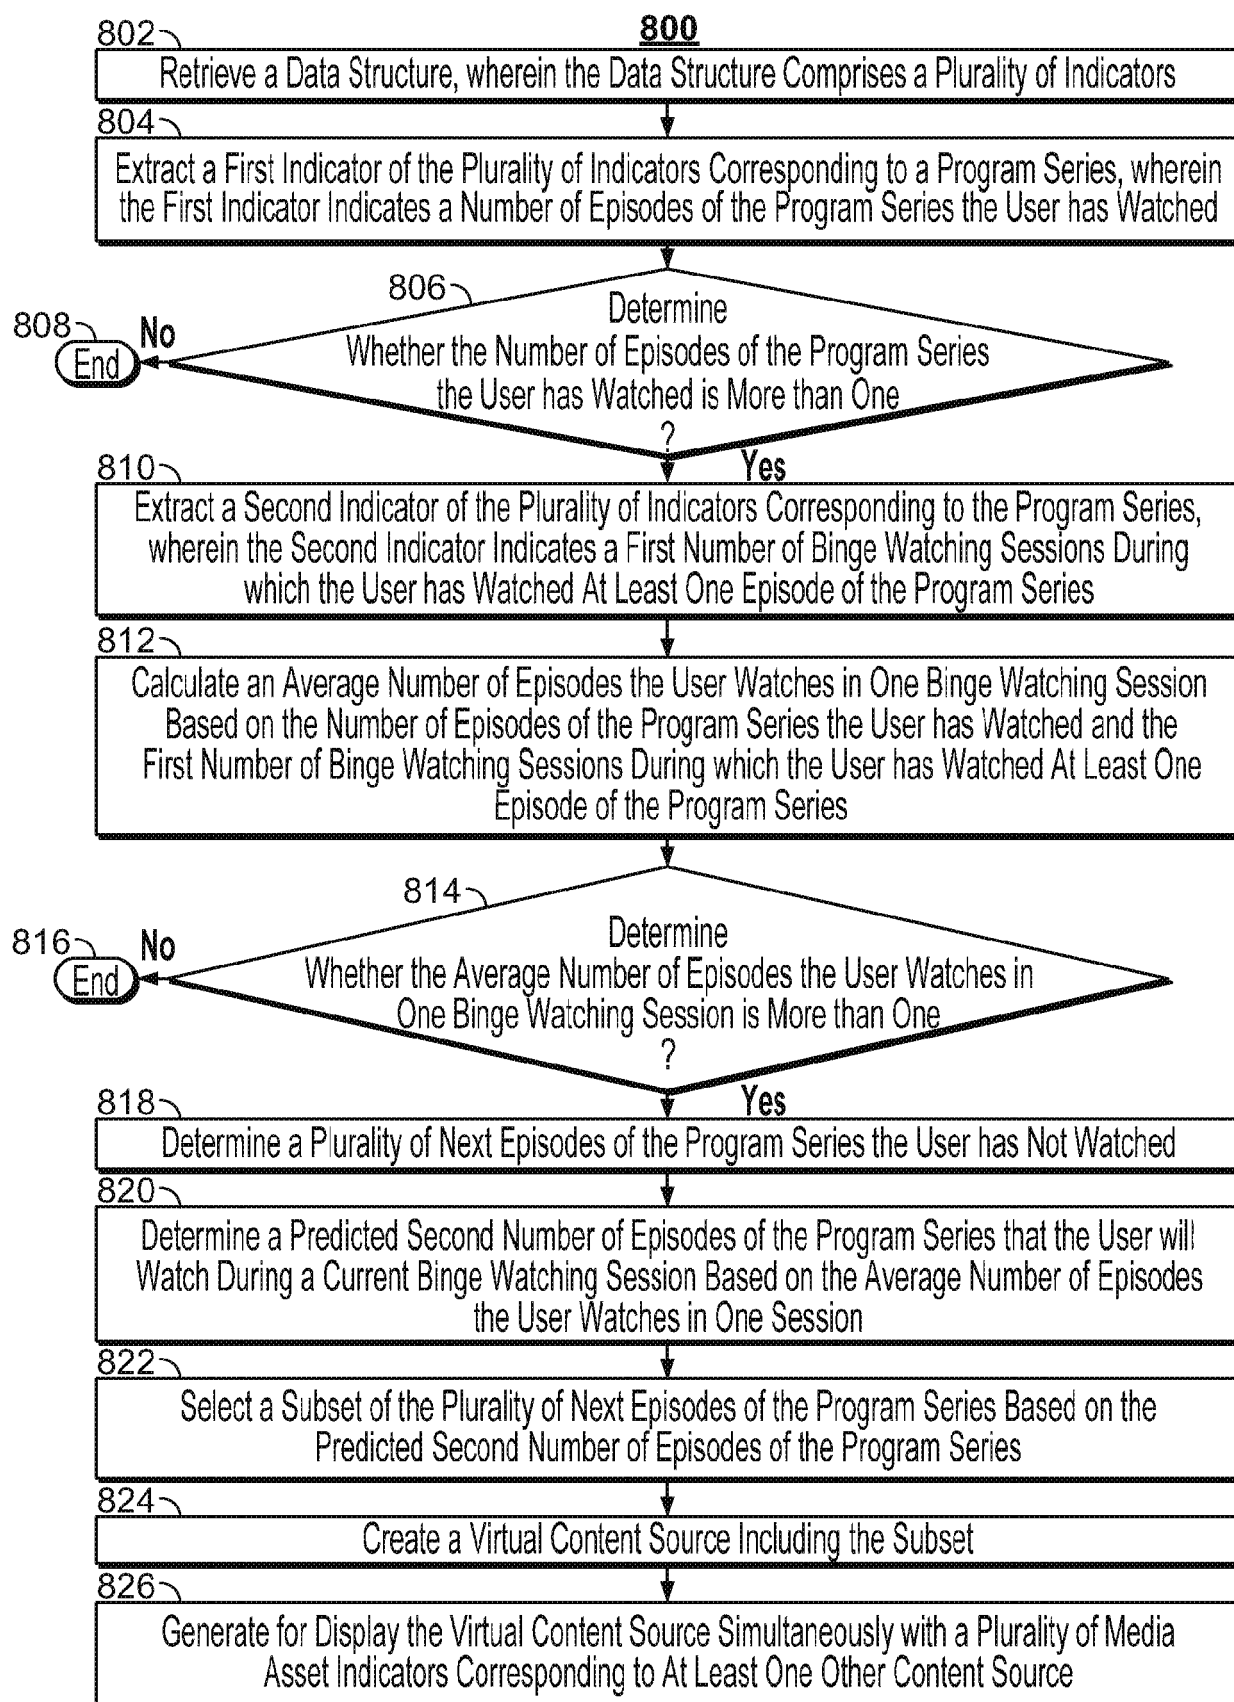 800
802
Retrieve a Data Structure, wherein the Data Structure Comprises a Plurality of Indicators
804
Extract a First Indicator of the Plurality of Indicators Corresponding to a Program Series, wherein
the First Indicator Indicates a Number of Episodes of the Program Series the User has Watched
806
Determine
Whether the Number of Episodes of the Program Series
the User has Watched is More than One
?
808
No
End
Yes
810
Extract a Second Indicator of the Plurality of Indicators Corresponding to the Program Series,
wherein the Second Indicator Indicates a First Number of Binge Watching Sessions During
which the User has Watched At Least One Episode of the Program Series
812
Calculate an Average Number of Episodes the User Watches in One Binge Watching Session
Based on the Number of Episodes of the Program Series the User has Watched and the
First Number of Binge Watching Sessions During which the User has Watched At Least One
Episode of the Program Series
814
Determine
Whether the Average Number of Episodes the User Watches in
One Binge Watching Session is More than One
?
816
No
End
Yes
818
Determine a Plurality of Next Episodes of the Program Series the User has Not Watched
820
Determine a Predicted Second Number of Episodes of the Program Series that the User will
Watch During a Current Binge Watching Session Based on the Average Number of Episodes
the User Watches in One Session
822
Select a Subset of the Plurality of Next Episodes of the Program Series Based on the
Predicted Second Number of Episodes of the Program Series
824
Create a Virtual Content Source Including the Subset
826
Generate for Display the Virtual Content Source Simultaneously with a Plurality of Media
Asset Indicators Corresponding to At Least One Other Content Source